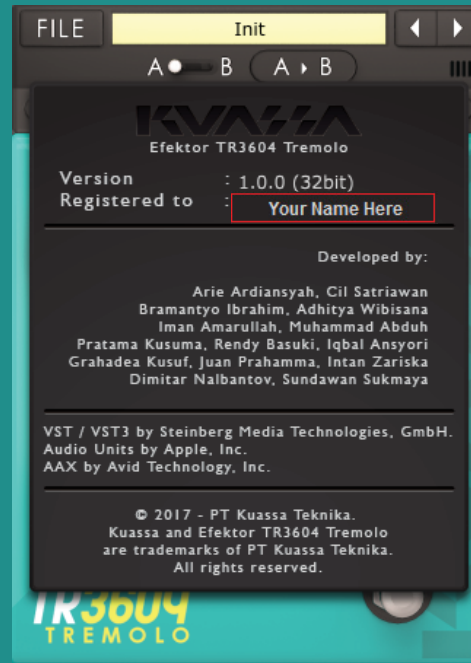 FILE Init
A B A ▸ B
KVΛSSΛ
Efektor TR3604 Tremolo
Version : 1.0.0 (32bit)
Registered to : Your Name Here
Developed by:
Arie Ardiansyah, Cil Satriawan
Bramantyo Ibrahim, Adhitya Wibisana
Iman Amarullah, Muhammad Abduh
Pratama Kusuma, Rendy Basuki, Iqbal Ansyori
Grahadea Kusuf, Juan Prahamma, Intan Zariska
Dimitar Nalbantov, Sundawan Sukmaya
VST / VST3 by Steinberg Media Technologies, GmbH.
Audio Units by Apple, Inc.
AAX by Avid Technology, Inc.
© 2017 - PT Kuassa Teknika.
Kuassa and Efektor TR3604 Tremolo
are trademarks of PT Kuassa Teknika.
All rights reserved.
TR3604
TREMOLO